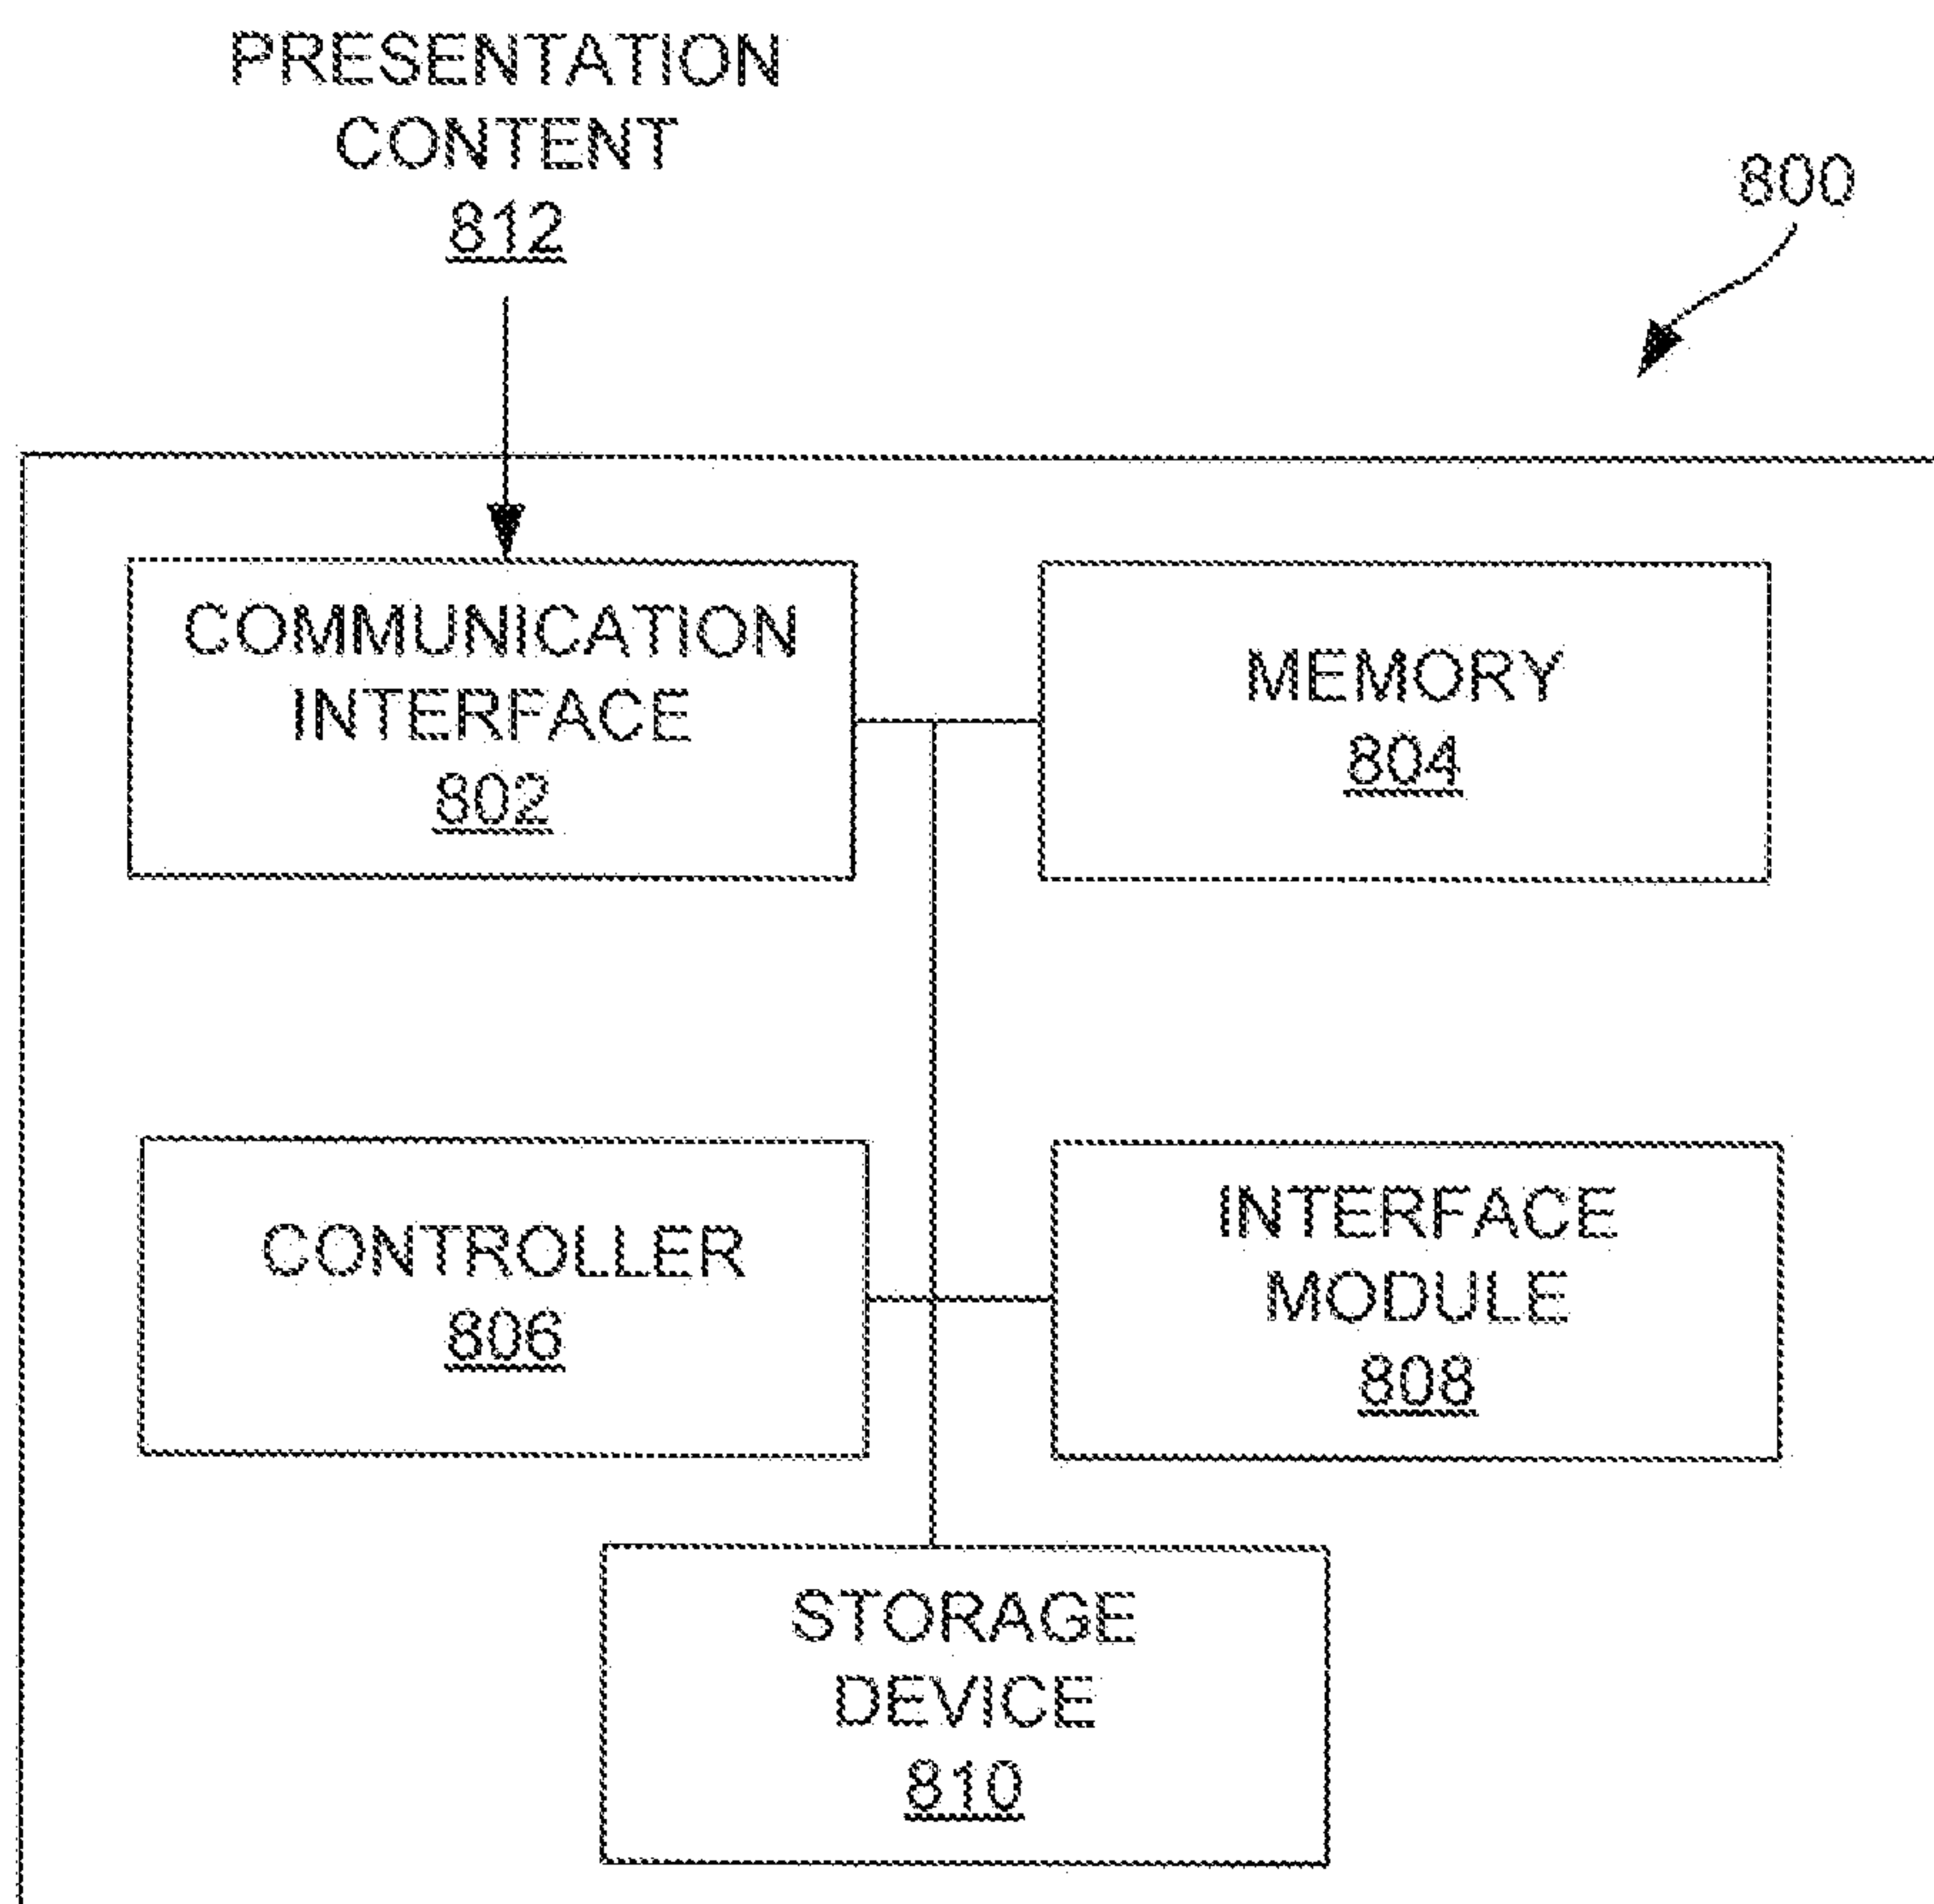 PRESENTATION
CONTENT
812
800
COMMUNICATION
INTERFACE
802
MEMORY
804
CONTROLLER
806
INTERFACE
MODULE
808
STORAGE
DEVICE
810